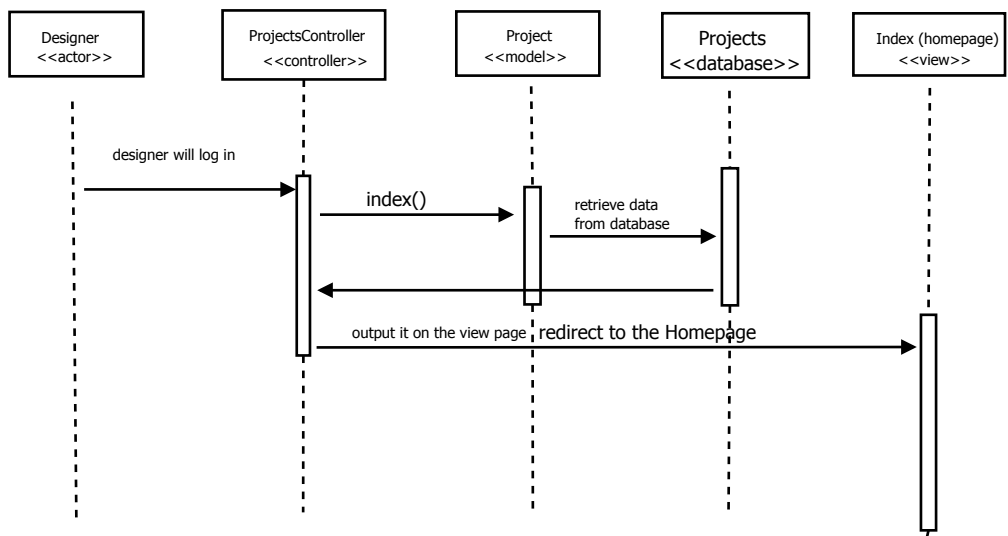 Designer
<<actor>>
ProjectsController
<<controller>>
Project
<<model>>
Projects
<<database>>
Index (homepage)
<<view>>
designer will log in
index()
retrieve data
from database
output it on the view page
redirect to the Homepage